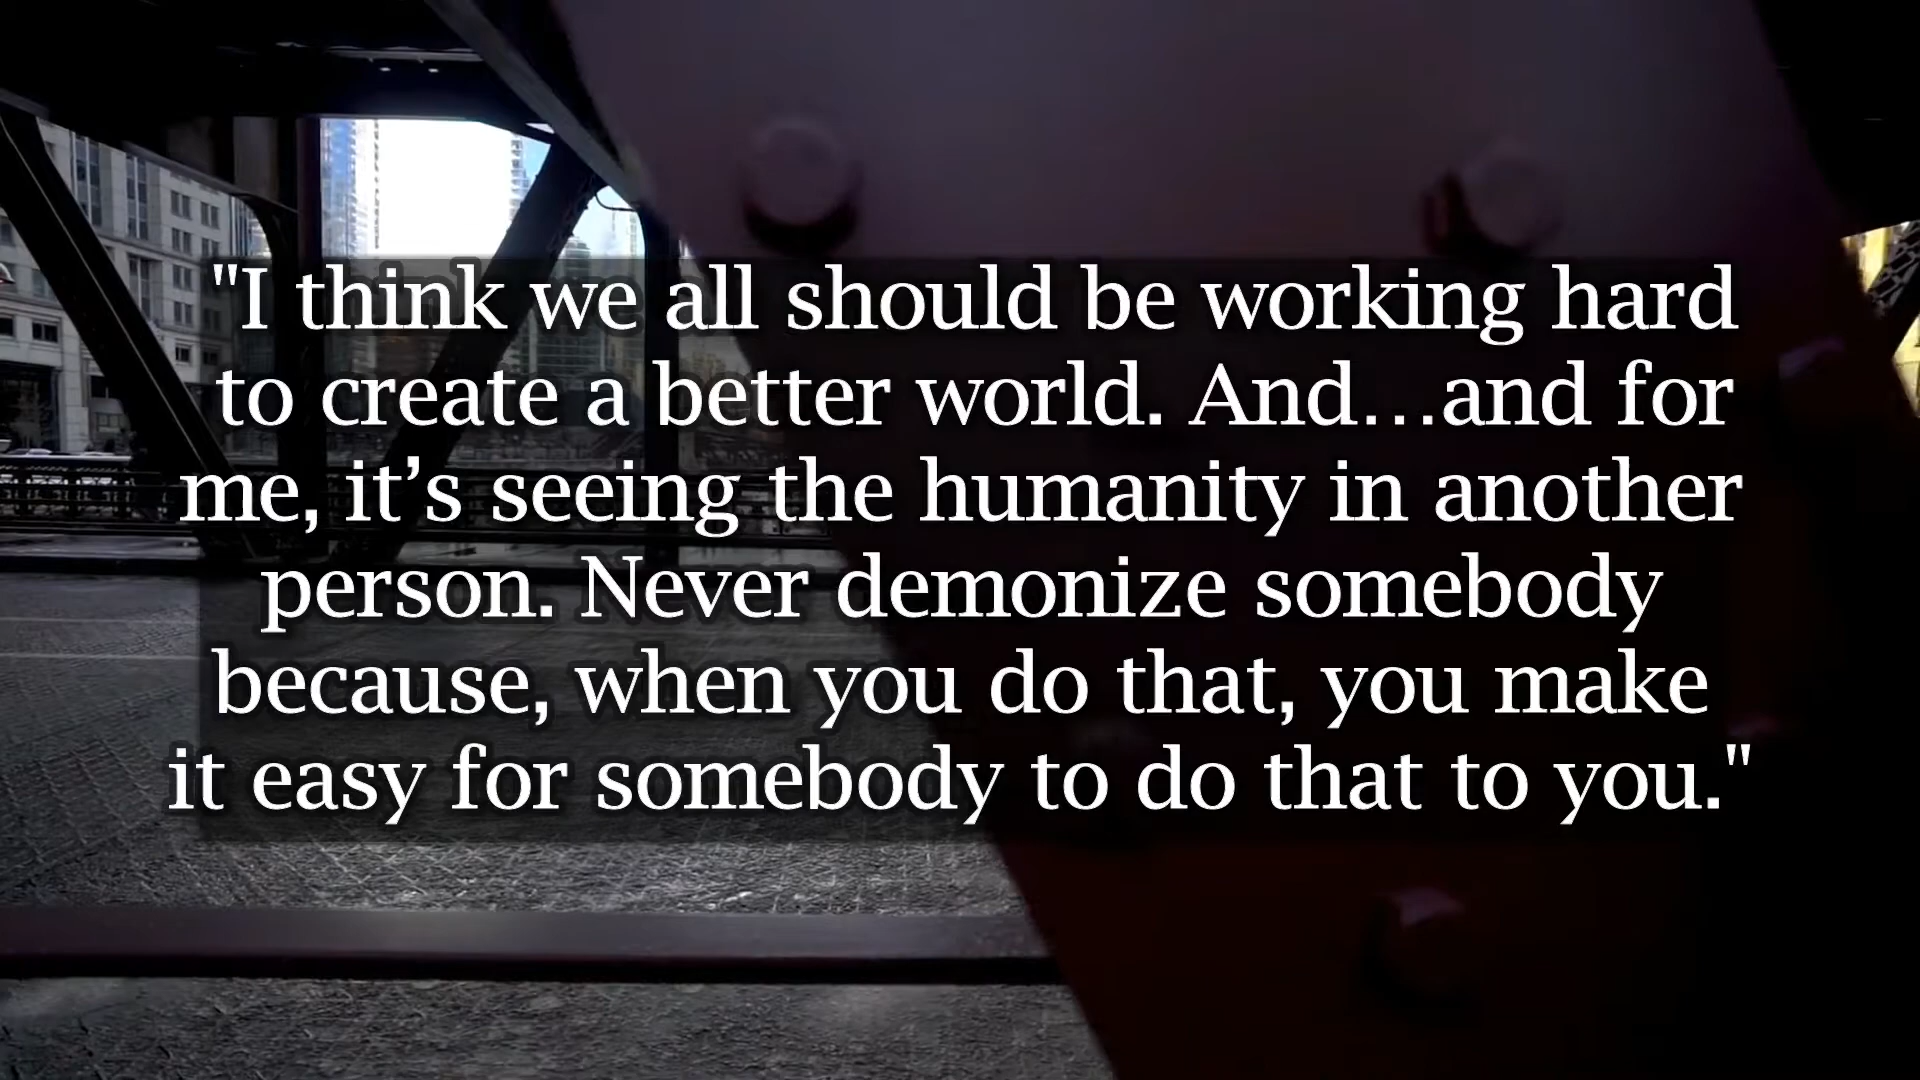 "I think we all should be working hard
to create a better world. And…and for
me, it’s seeing the humanity in another
person. Never demonize somebody
because, when you do that, you make
it easy for somebody to do that to you."